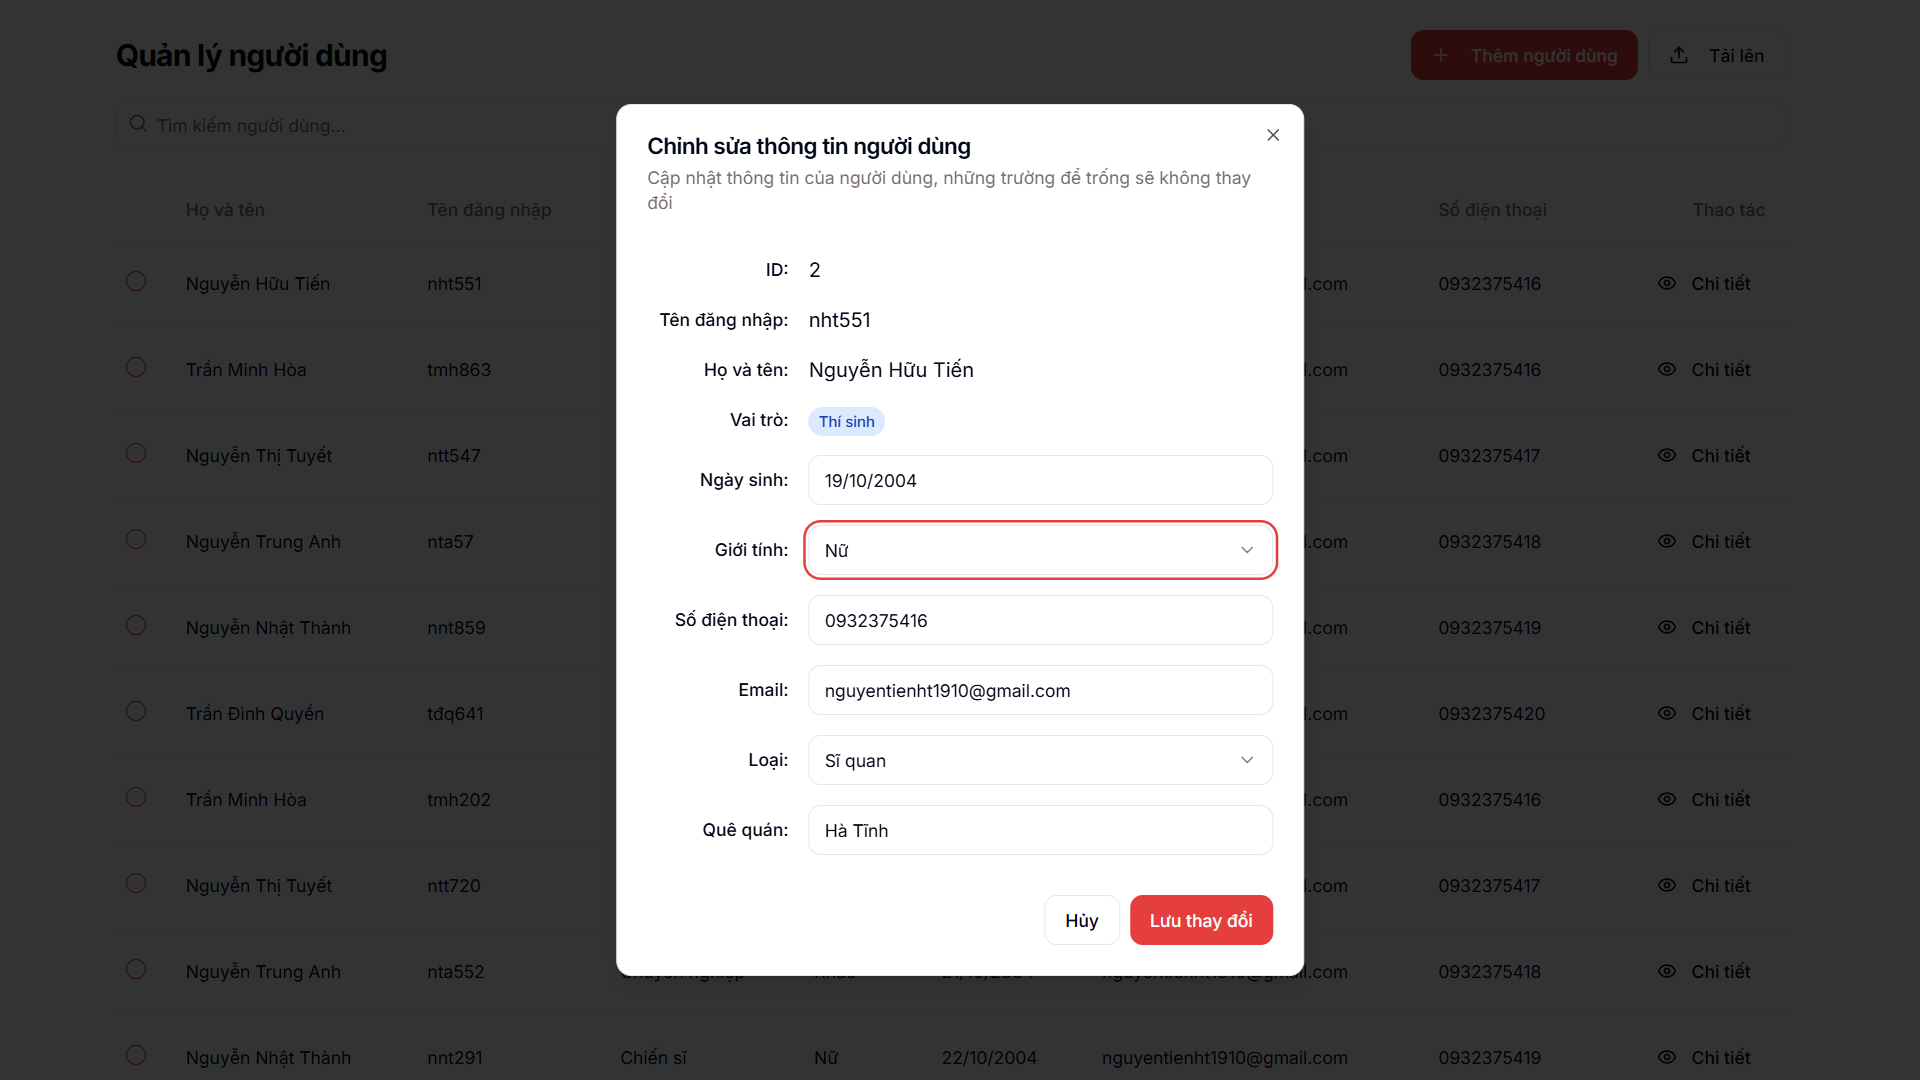 Quản lý người dùng
Thêm người dùng
Tải lên
Tìm kiếm người dùng...
Họ và tên
Tên đăng nhập
Số điện thoại
Thao tác
Nguyễn Hữu Tiến nht551 l.com 0932375416 Chi tiết
Trần Minh Hòa tmh863 l.com 0932375416 Chi tiết
Nguyễn Thị Tuyết ntt547 l.com 0932375417 Chi tiết
Nguyễn Trung Anh nta57 l.com 0932375418 Chi tiết
Nguyễn Nhật Thành nnt859 l.com 0932375419 Chi tiết
Trần Đình Quyền tđq641 l.com 0932375420 Chi tiết
Trần Minh Hòa tmh202 l.com 0932375416 Chi tiết
Nguyễn Thị Tuyết ntt720 l.com 0932375417 Chi tiết
Nguyễn Trung Anh nta552 0932375418 Chi tiết
Nguyễn Nhật Thành nnt291 Chiến sĩ Nữ 22/10/2004 nguyentienht1910@gmail.com 0932375419 Chi tiết
Chỉnh sửa thông tin người dùng
Cập nhật thông tin của người dùng, những trường để trống sẽ không thay
đổi
ID: 2
Tên đăng nhập: nht551
Họ và tên: Nguyễn Hữu Tiến
Vai trò: Thí sinh
Ngày sinh: 19/10/2004
Giới tính: Nữ
Số điện thoại: 0932375416
Email: nguyentienht1910@gmail.com
Loại: Sĩ quan
Quê quán: Hà Tĩnh
Hủy
Lưu thay đổi